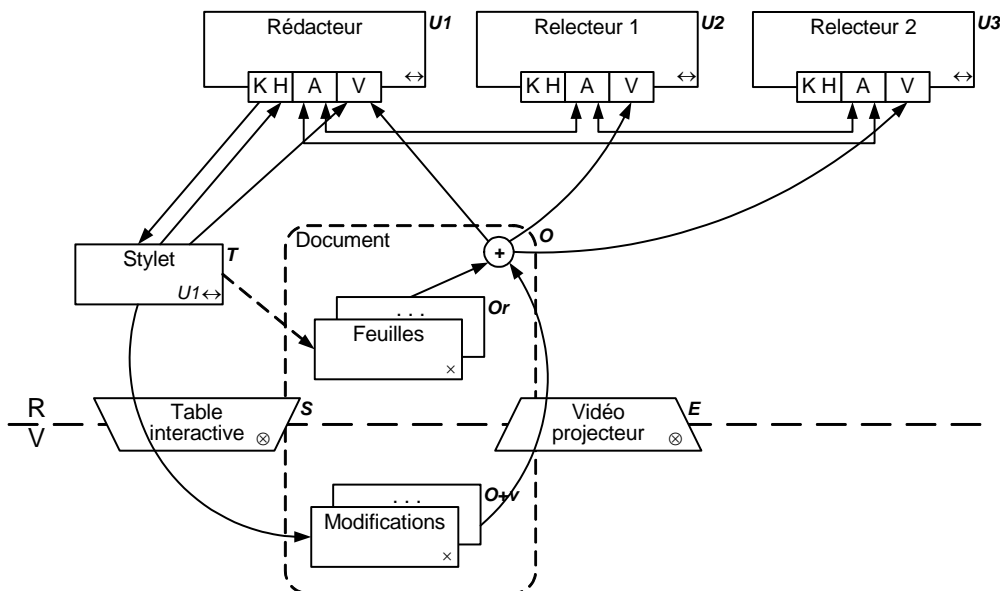 Rédacteur
U1
Relecteur 1
U2
Relecteur 2
U3
K H A V
K H A V
K H A V
Stylet
T
U1↔
Document
O
+
. . .
Or
Feuilles
×
R
V
Table
interactive
S
⊗
Vidéo
projecteur
E
⊗
. . .
O+v
Modifications
×